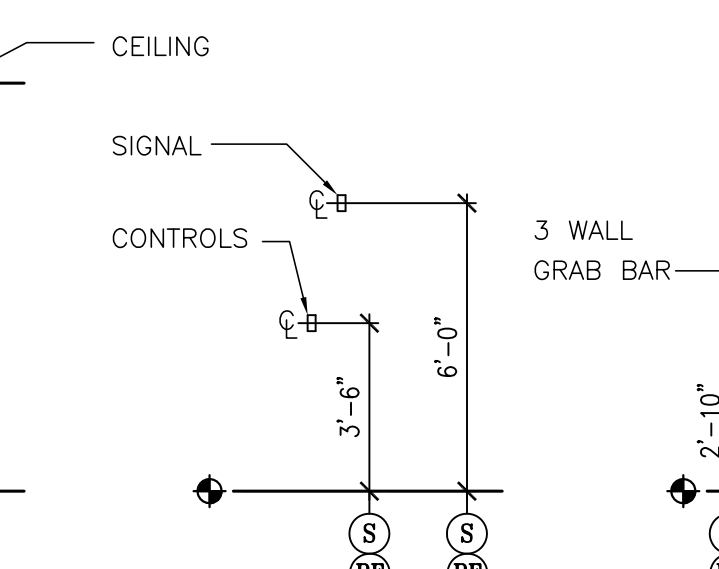 CEILING
SIGNAL
℄
3 WALL
CONTROLS
GRAB BAR
℄
6'-0"
3'-6"
2'-10"
S
S